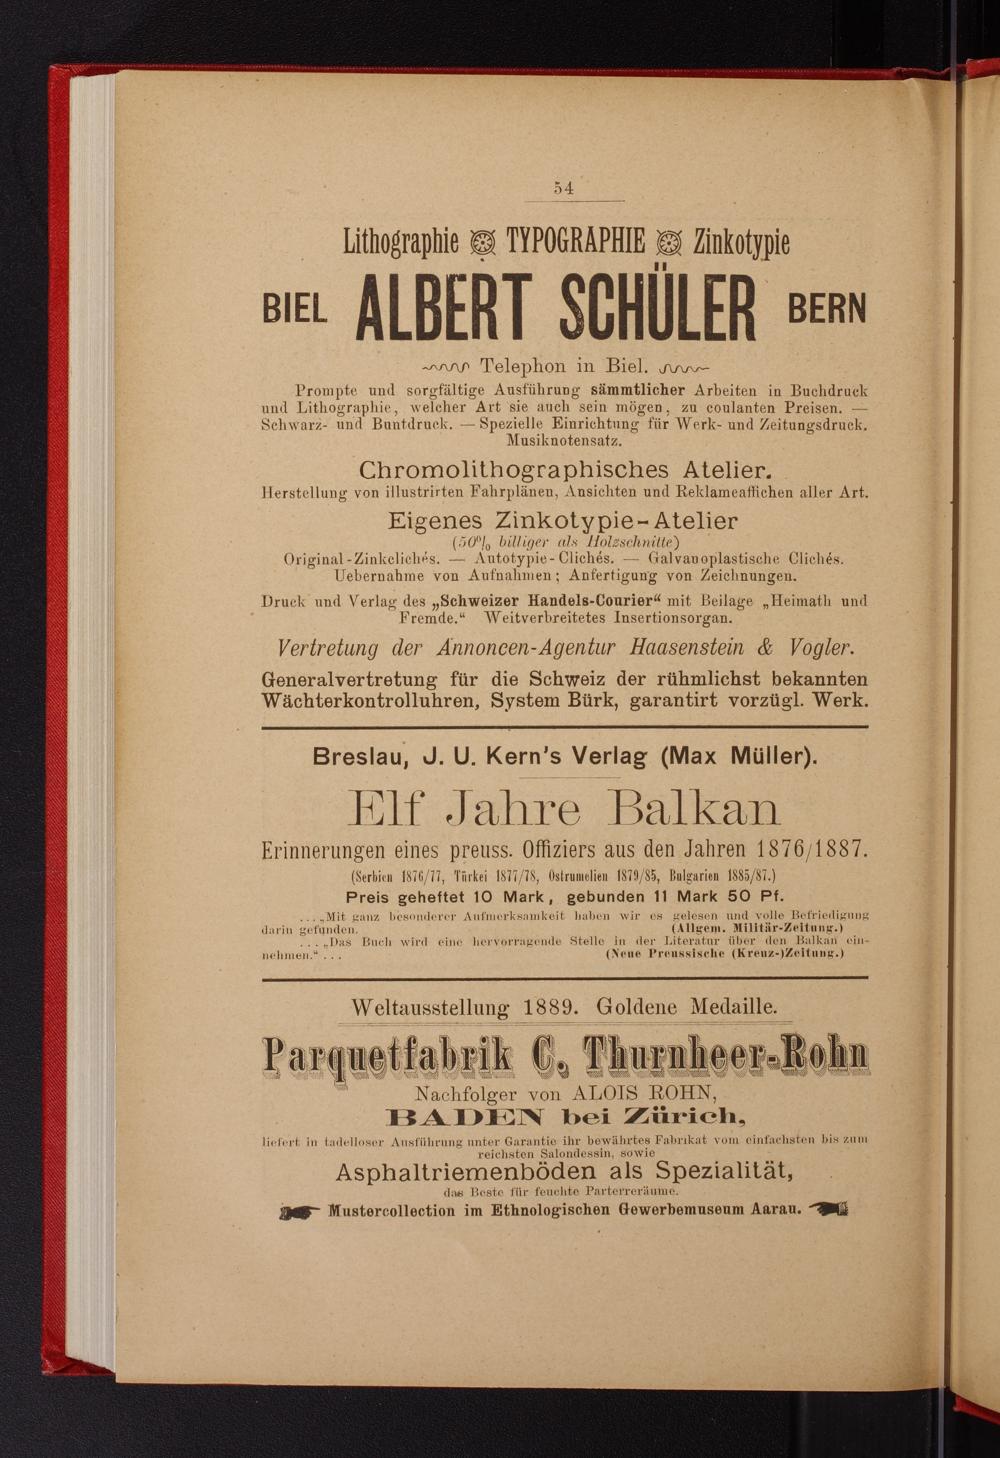 54
Lithographie TYPOGRAPHIE Zinkotypie
BIEL ALBERT SCHÜLER BERN
Telephon in Biel.
Prompte und sorgfältige Ausführung sämmtlicher Arbeiten in Buchdruck
und Lithographie, welcher Art sie auch sein mögen, zu coulanten Preisen. —
Schwarz- und Buntdruck. — Spezielle Einrichtung für Werk- und Zeitungsdruck.
Musiknotensatz.
Chromolithographisches Atelier.
Herstellung von illustrirten Fahrplänen, Ansichten und Reklameaffichen aller Art.
Eigenes Zinkotypie-Atelier
(50% billiger als Holzschnitte)
Original-Zinkclichés. — Autotypie-Clichés. — Galvanoplastische Clichés.
Uebernahme von Aufnahmen; Anfertigung von Zeichnungen.
Druck und Verlag des „Schweizer Handels-Courier“ mit Beilage „Heimath und
Fremde.“ Weitverbreitetes Insertionsorgan.
Vertretung der Annoncen-Agentur Haasenstein & Vogler.
Generalvertretung für die Schweiz der rühmlichst bekannten
Wächterkontrolluhren, System Bürk, garantirt vorzügl. Werk.
Breslau, J. U. Kern's Verlag (Max Müller).
Elf Jahre Balkan
Erinnerungen eines preuss. Offiziers aus den Jahren 1876/1887.
(Serbien 1876/77, Türkei 1877/78, Ostrumelien 1879/85, Bulgarien 1885/87.)
Preis geheftet 10 Mark, gebunden 11 Mark 50 Pf.
... „Mit ganz besonderer Aufmerksamkeit haben wir es gelesen und volle Befriedigung
darin gefunden. (Allgem. Militär-Zeitung.)
... „Das Buch wird eine hervorragende Stelle in der Literatur über den Balkan ein-
nehmen.“ ... (Neue Preussische (Kreuz-)Zeitung.)
Weltausstellung 1889. Goldene Medaille.
Parquetfabrik C. Thurnheer-Rohn
Nachfolger von ALOIS ROHN,
BADEN bei Zürich,
liefert in tadelloser Ausführung unter Garantie ihr bewährtes Fabrikat vom einfachsten bis zum
reichsten Salondessin, sowie
Asphaltriemenböden als Spezialität,
das Beste für feuchte Parterreräume.
Mustercollection im Ethnologischen Gewerbemuseum Aarau.